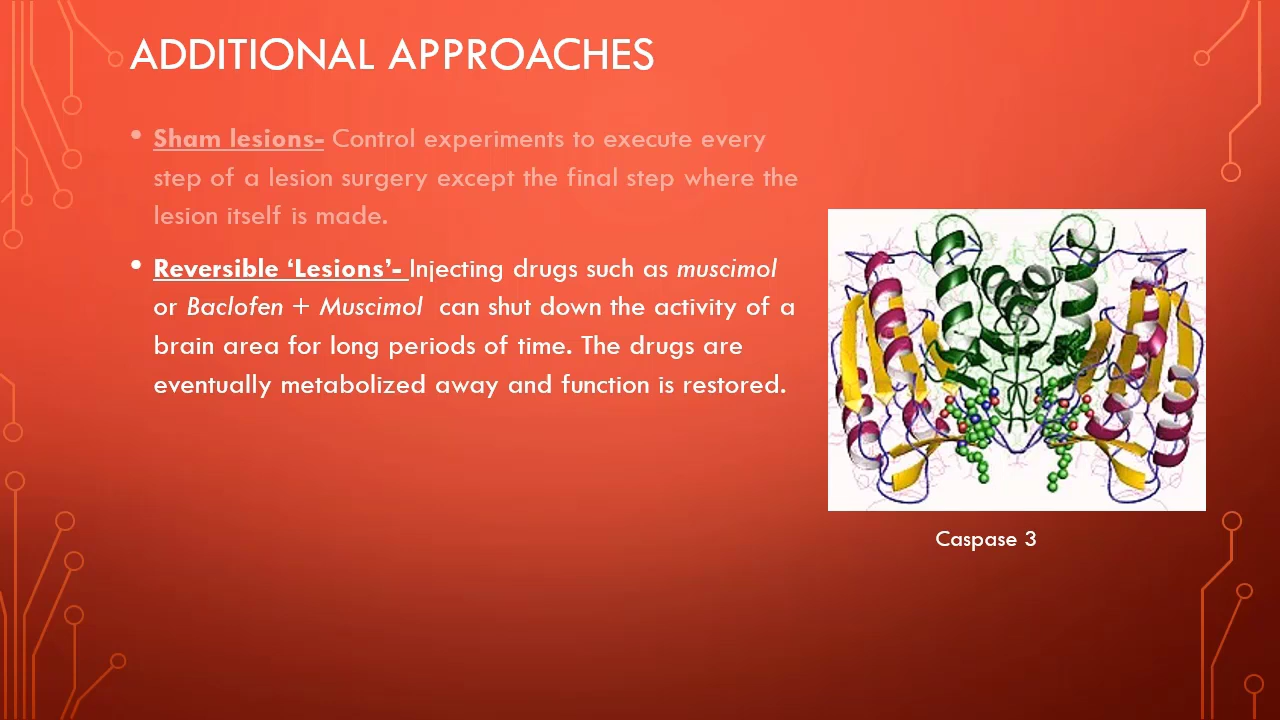 ADDITIONAL APPROACHES
• Sham lesions- Control experiments to execute every
step of a lesion surgery except the final step where the
lesion itself is made.
• Reversible ‘Lesions’- Injecting drugs such as muscimol
or Baclofen + Muscimol can shut down the activity of a
brain area for long periods of time. The drugs are
eventually metabolized away and function is restored.
Caspase 3